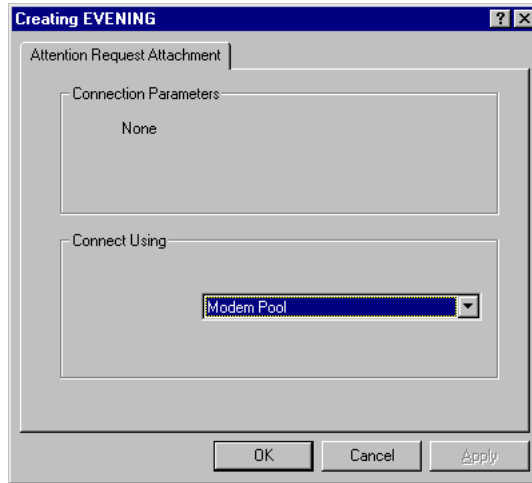 Creating EVENING
Attention Request Attachment
Connection Parameters
None
Connect Using
Modem Pool
OK Cancel Apply